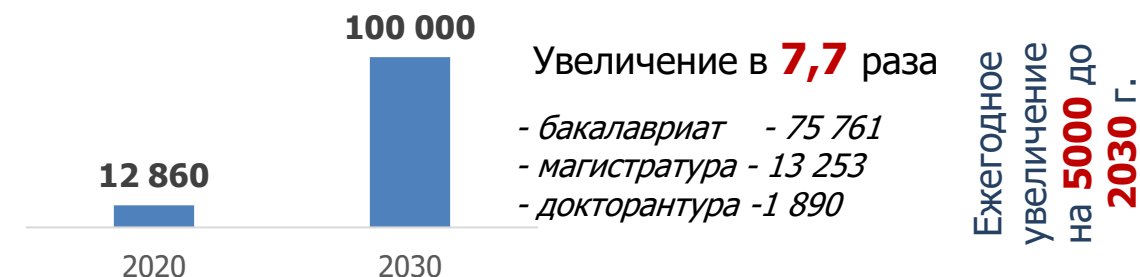 100 000
12 860
2020
2030
Увеличение в 7,7 раза
- бакалавриат - 75 761
- магистратура - 13 253
- докторантура -1 890
Ежегодное
увеличение
на 5000 до
2030 г.